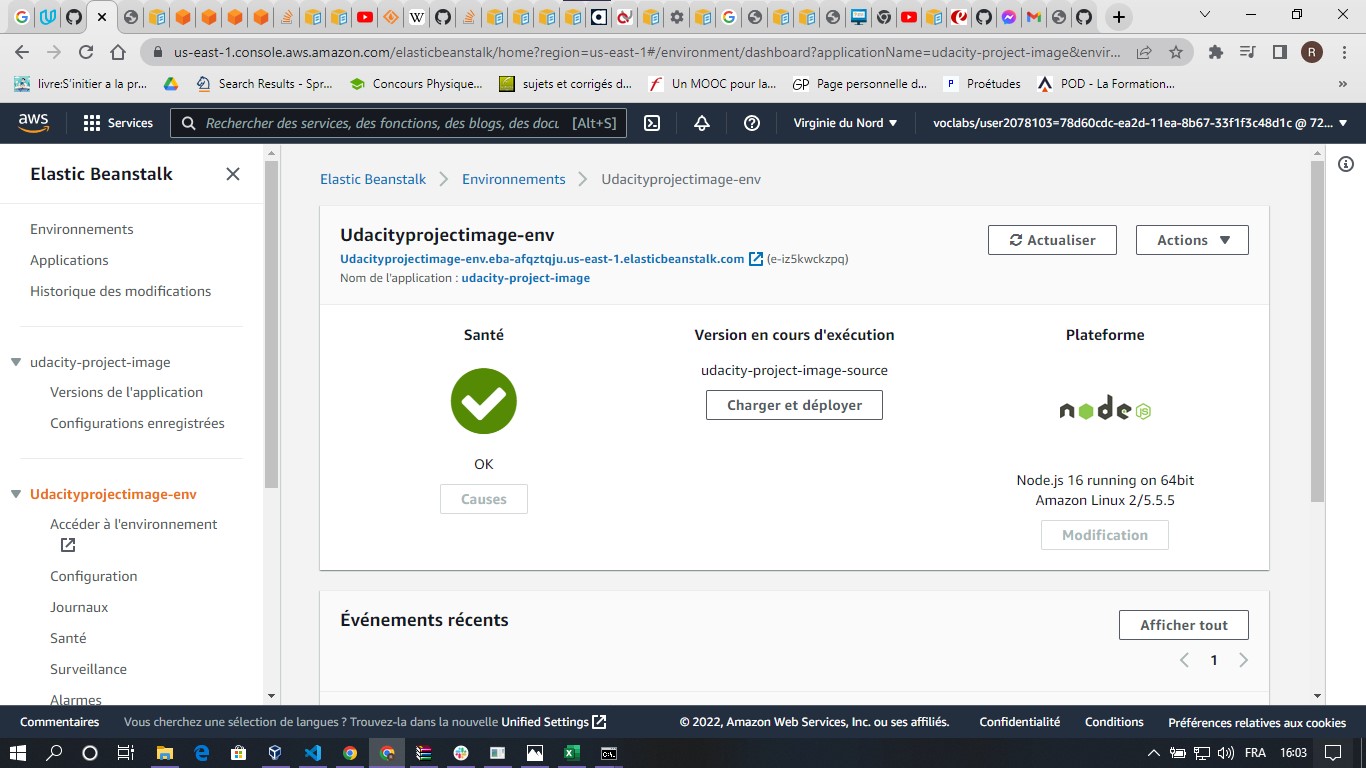 us-east-1.console.aws.amazon.com/elasticbeanstalk/home?region=us-east-1#/environment/dashboard?applicationName=udacity-project-image&envir...
R
livre:S'initier a la pr...
Search Results - Spr...
Concours Physique...
sujets et corrigés d...
Un MOOC pour la...
GP Page personnelle d...
P Proétudes
POD - La Formation...
»
aws
Services
Rechercher des services, des fonctions, des blogs, des docu [Alt+S]
Virginie du Nord
voclabs/user2078103=78d60cdc-ea2d-11ea-8b67-33f1f3c48d1c @ 72...
Elastic Beanstalk
Environnements
Applications
Historique des modifications
udacity-project-image
Versions de l'application
Configurations enregistrées
Udacityprojectimage-env
Accéder à l'environnement
Configuration
Journaux
Santé
Surveillance
Alarmes
Elastic Beanstalk
Environnements
Udacityprojectimage-env
Udacityprojectimage-env
Udacityprojectimage-env.eba-afqztqju.us-east-1.elasticbeanstalk.com (e-iz5kwckzpq)
Nom de l'application : udacity-project-image
Actualiser
Actions
Santé
OK
Causes
Version en cours d'exécution
udacity-project-image-source
Charger et déployer
Plateforme
node JS
Node.js 16 running on 64bit
Amazon Linux 2/5.5.5
Modification
Événements récents
Afficher tout
1
Commentaires
Vous cherchez une sélection de langues ? Trouvez-la dans la nouvelle Unified Settings
© 2022, Amazon Web Services, Inc. ou ses affiliés.
Confidentialité
Conditions
Préférences relatives aux cookies
FRA
16:03